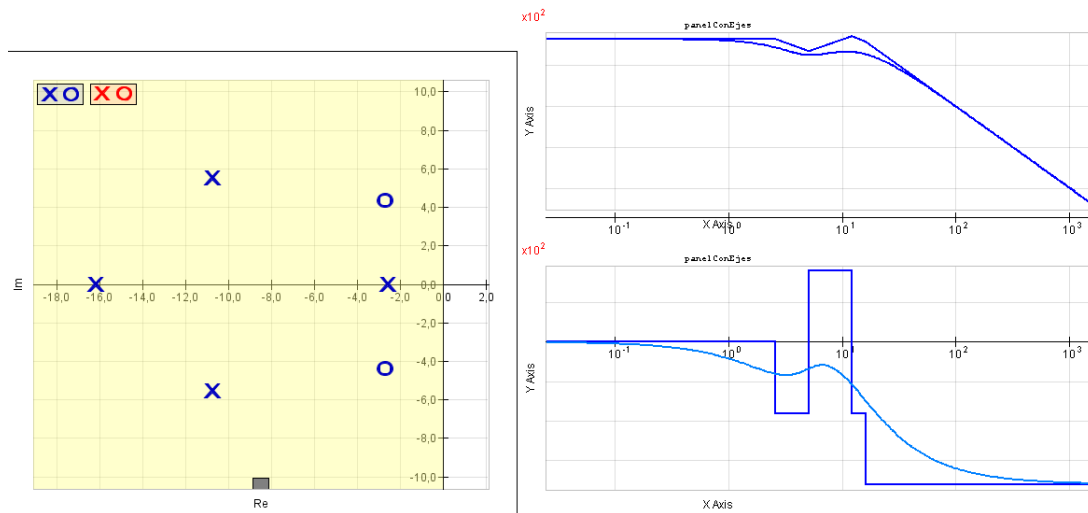 X O X O
10,0
8,0
6,0
4,0
2,0
-18,0 -16,0 -14,0 -12,0 -10,0 -8,0 -6,0 -4,0 -2,0 0,0 0,0 2,0
-2,0
-4,0
-6,0
-8,0
-10,0
Im
Re
x10²
panelConEjes
Y Axis
10⁻¹ 10⁰ 10¹ 10² 10³
X Axis
x10²
panelConEjes
Y Axis
10⁻¹ 10⁰ 10¹ 10² 10³
X Axis